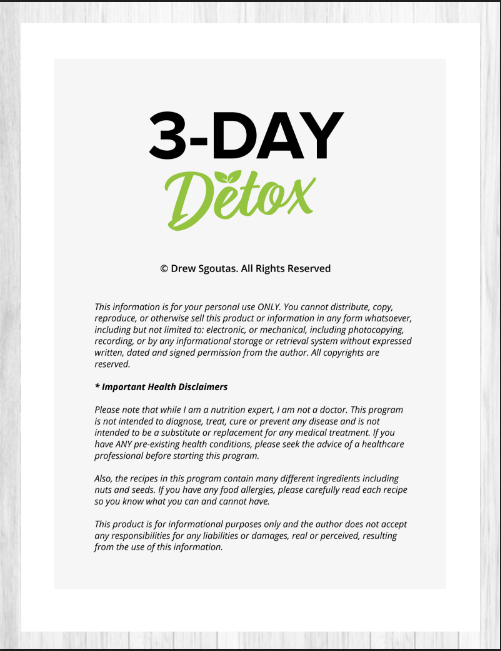 3-DAY
Detox
© Drew Sgoutas. All Rights Reserved
This information is for your personal use ONLY. You cannot distribute, copy,
reproduce, or otherwise sell this product or information in any form whatsoever,
including but not limited to: electronic, or mechanical, including photocopying,
recording, or by any informational storage or retrieval system without expressed
written, dated and signed permission from the author. All copyrights are
reserved.
* Important Health Disclaimers
Please note that while I am a nutrition expert, I am not a doctor. This program
is not intended to diagnose, treat, cure or prevent any disease and is not
intended to be a substitute or replacement for any medical treatment. If you
have ANY pre-existing health conditions, please seek the advice of a healthcare
professional before starting this program.
Also, the recipes in this program contain many different ingredients including
nuts and seeds. If you have any food allergies, please carefully read each recipe
so you know what you can and cannot have.
This product is for informational purposes only and the author does not accept
any responsibilities for any liabilities or damages, real or perceived, resulting
from the use of this information.